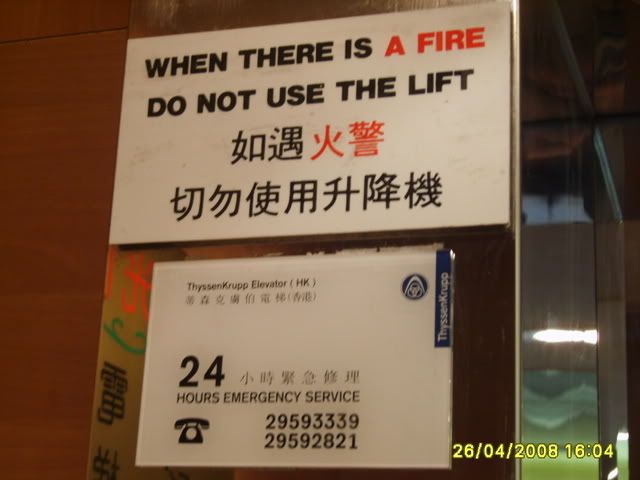 WHEN THERE IS A FIRE
DO NOT USE THE LIFT
如遇火警
切勿使用升降機
ThyssenKrupp Elevator ( HK )
蒂森克虜伯電梯(香港)
ThyssenKrupp
24 小時緊急修理
HOURS EMERGENCY SERVICE
29593339
29592821
26/04/2008 16:04